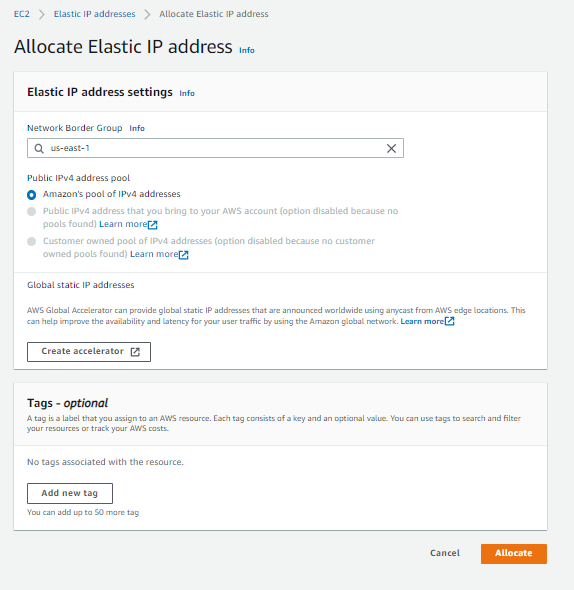 EC2 > Elastic IP addresses > Allocate Elastic IP address
Allocate Elastic IP address Info
Elastic IP address settings Info
Network Border Group Info
us-east-1
Public IPv4 address pool
Amazon's pool of IPv4 addresses
Public IPv4 address that you bring to your AWS account (option disabled because no
pools found) Learn more
Customer owned pool of IPv4 addresses (option disabled because no customer
owned pools found) Learn more
Global static IP addresses
AWS Global Accelerator can provide global static IP addresses that are announced worldwide using anycast from AWS edge locations. This
can help improve the availability and latency for your user traffic by using the Amazon global network. Learn more
Create accelerator
Tags - optional
A tag is a label that you assign to an AWS resource. Each tag consists of a key and an optional value. You can use tags to search and filter
your resources or track your AWS costs.
No tags associated with the resource.
Add new tag
You can add up to 50 more tag
Cancel Allocate